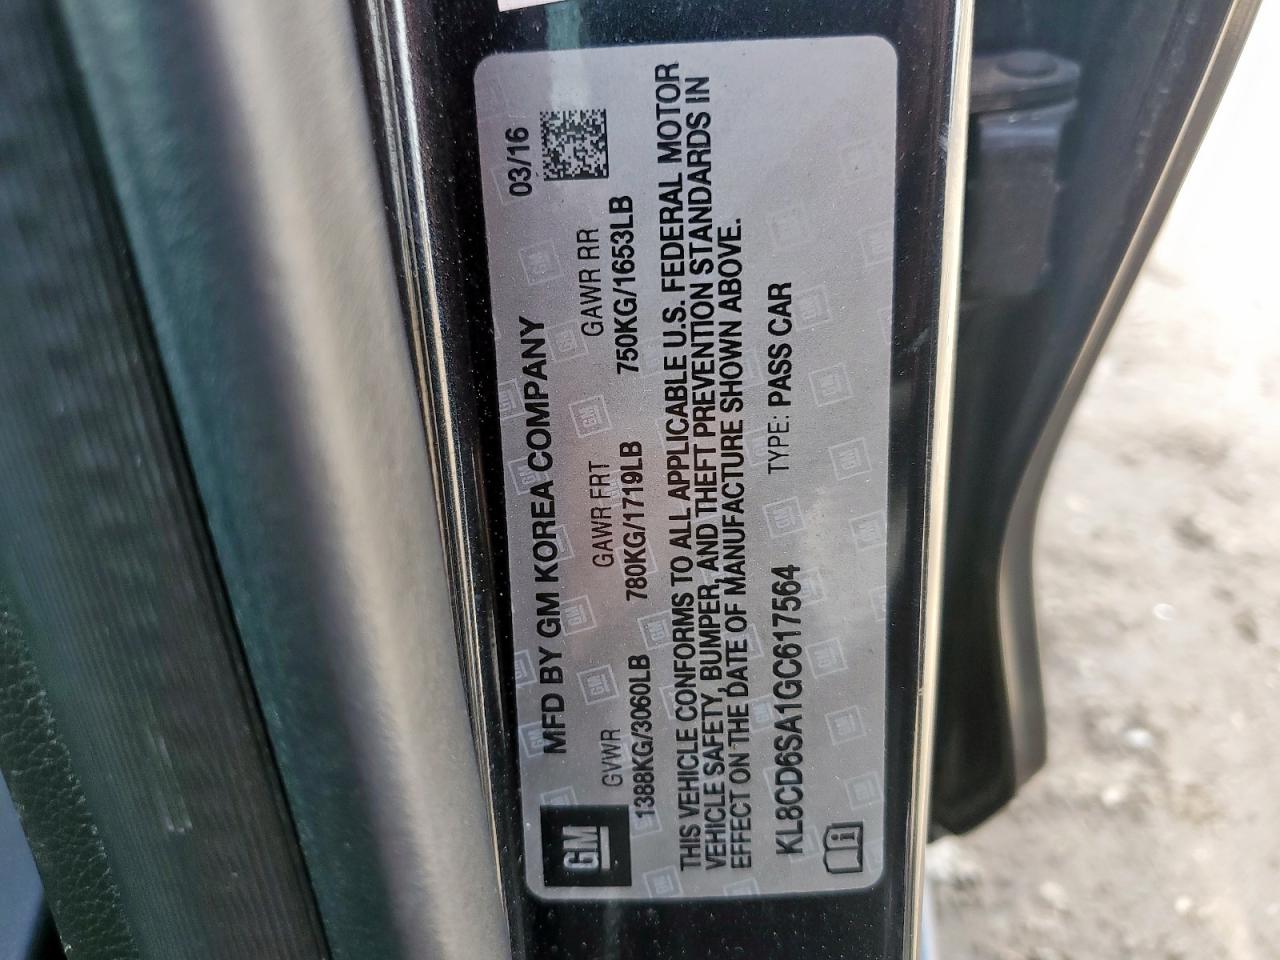 MFD BY GM KOREA COMPANY 03/16
GM
GVWR GAWR FRT GAWR RR
1388KG/3060LB 780KG/1719LB 750KG/1653LB
THIS VEHICLE CONFORMS TO ALL APPLICABLE U.S. FEDERAL MOTOR
VEHICLE SAFETY, BUMPER, AND THEFT PREVENTION STANDARDS IN
EFFECT ON THE DATE OF MANUFACTURE SHOWN ABOVE.
KL8CD6SA1GC617564 TYPE: PASS CAR